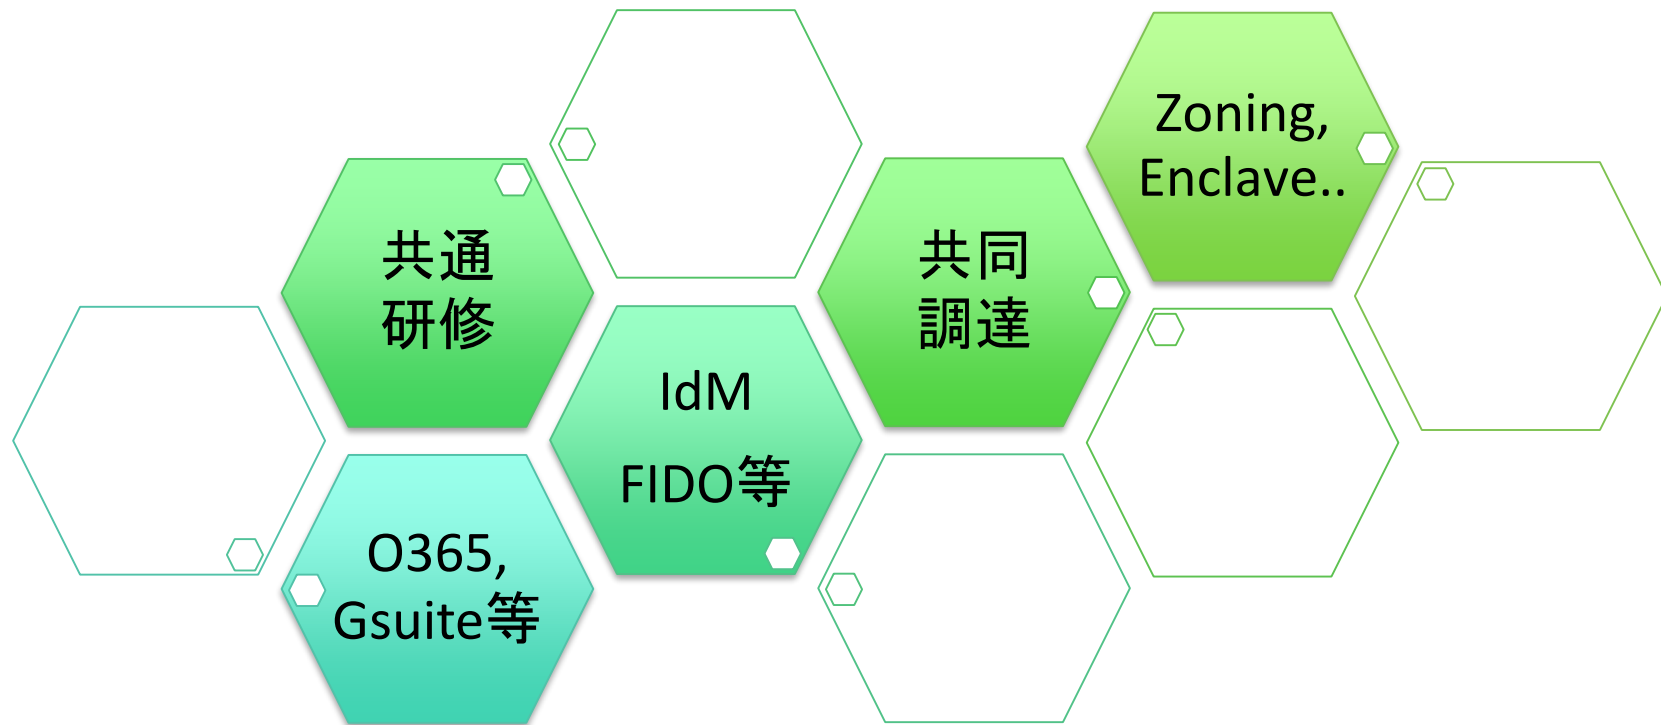 Zoning,
Enclave..
共通
研修
共同
調達
IdM
FIDO等
O365,
Gsuite等